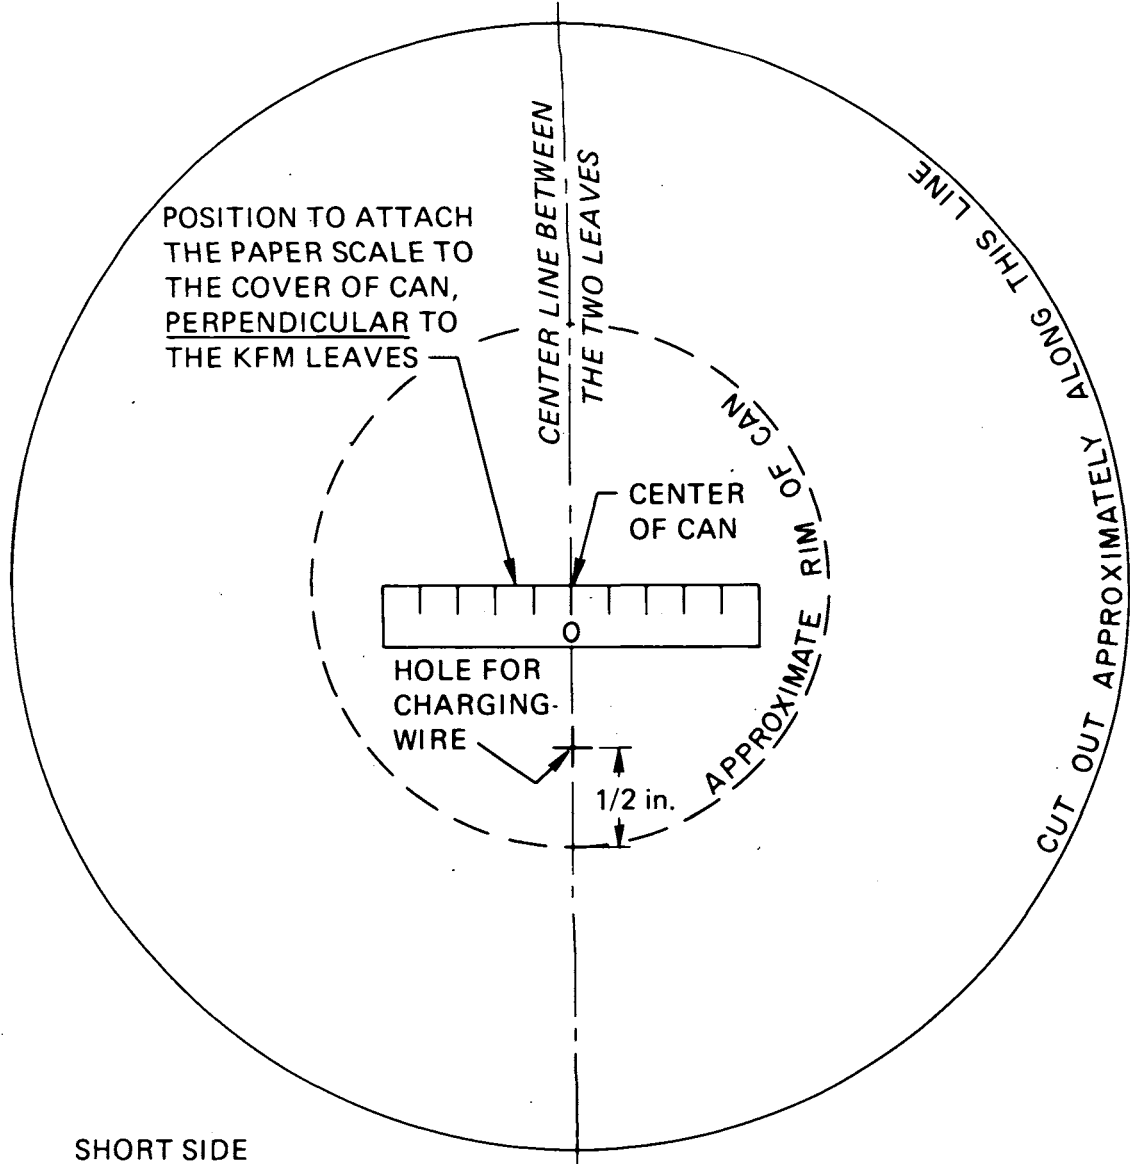 CENTER LINE BETWEEN
THE TWO LEAVES
POSITION TO ATTACH
THE PAPER SCALE TO
THE COVER OF CAN,
PERPENDICULAR TO
THE KFM LEAVES
CUT OUT APPROXIMATELY ALONG THIS LINE
APPROXIMATE RIM OF CAN
CENTER
OF CAN
0
HOLE FOR
CHARGING-
WIRE
1/2 in.
SHORT SIDE